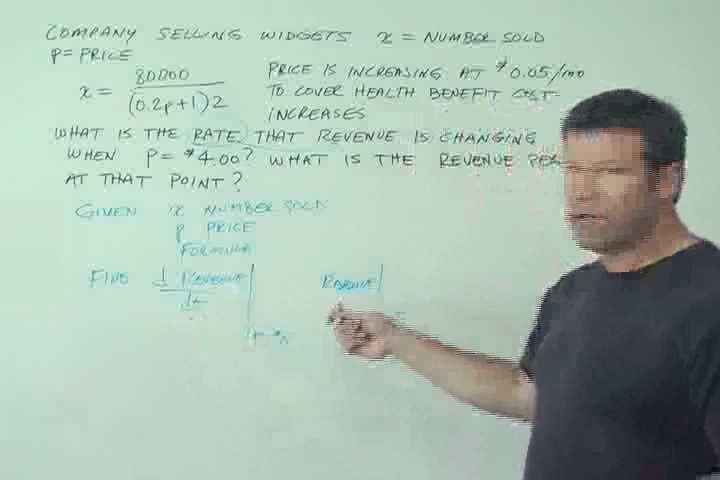 COMPANY SELLING WIDGETS x = NUMBER SOLD
P = PRICE
x = 80000 / (0.2p+1)2
PRICE IS INCREASING AT $0.05/mo
TO COVER HEALTH BENEFIT COST
INCREASES
WHAT IS THE RATE THAT REVENUE IS CHANGING
WHEN P = $4.00? WHAT IS THE REVENUE
AT THAT POINT?
GIVEN x NUMBER SOLD
p PRICE
FORMULA
FIND d REVENUE / dt
REVENUE